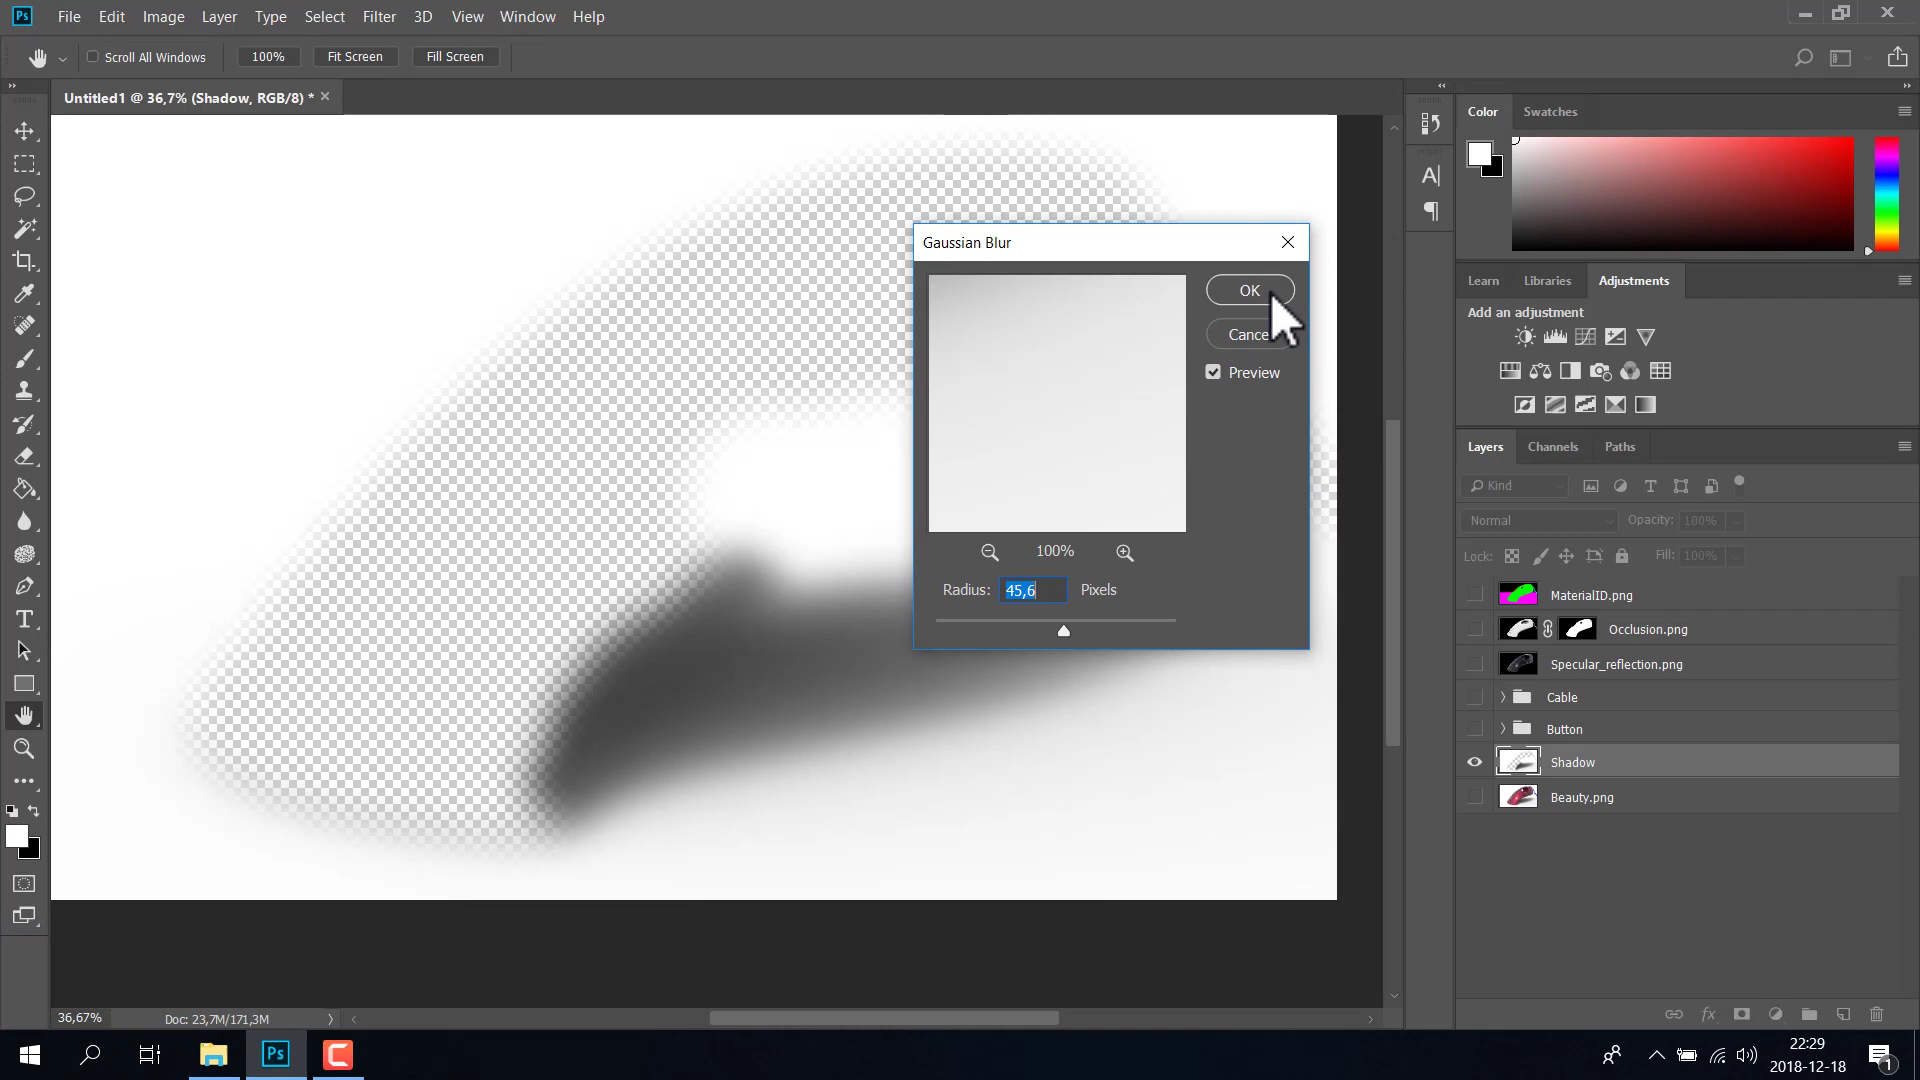 Ps File Edit Image Layer Type Select Filter 3D View Window Help
Scroll All Windows 100% Fit Screen Fill Screen
Untitled1 @ 36,7% (Shadow, RGB/8) *
Color Swatches
Gaussian Blur
OK
Cancel
Preview
100%
Radius: 45,6 Pixels
Learn Libraries Adjustments
Add an adjustment
Layers Channels Paths
Kind
Normal Opacity: 100%
Lock: Fill: 100%
MaterialID.png
Occlusion.png
Specular_reflection.png
Cable
Button
Shadow
Beauty.png
fx
36,67% Doc: 23,7M/171,3M
Ps
22:29
2018-12-18
1